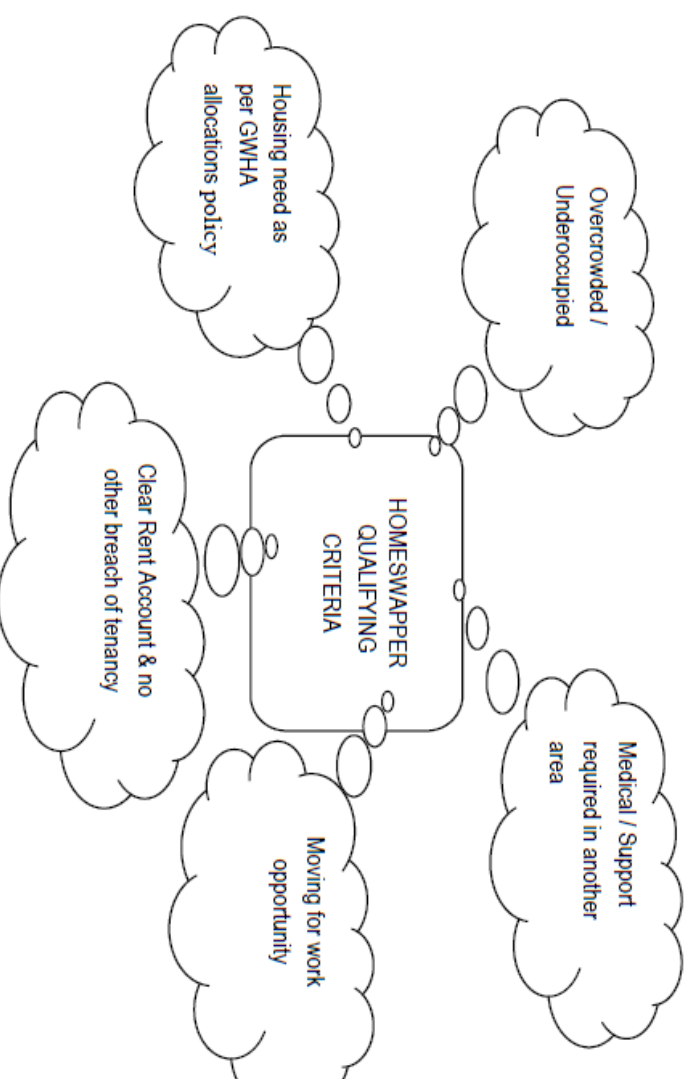 Overcrowded /
Underoccupied
Medical / Support
required in another
area
HOMESWAPPER
QUALIFYING
CRITERIA
Housing need as
per GWHA
allocations policy
Clear Rent Account & no
other breach of tenancy
Moving for work
opportunity